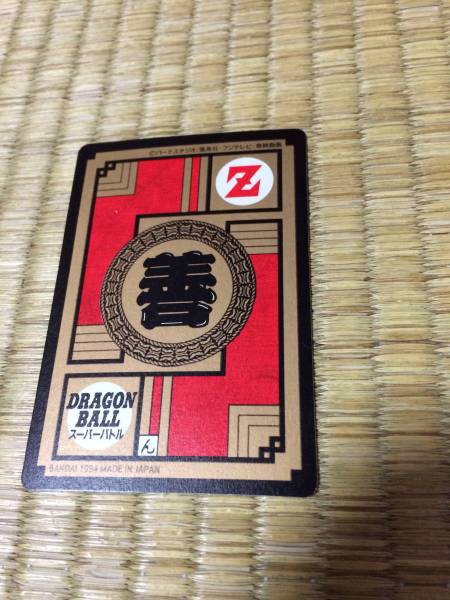 ©バードスタジオ/集英社・フジテレビ・東映動画
Z
善
DRAGON
BALL
スーパーバトル
ん
BANDAI 1994 MADE IN JAPAN